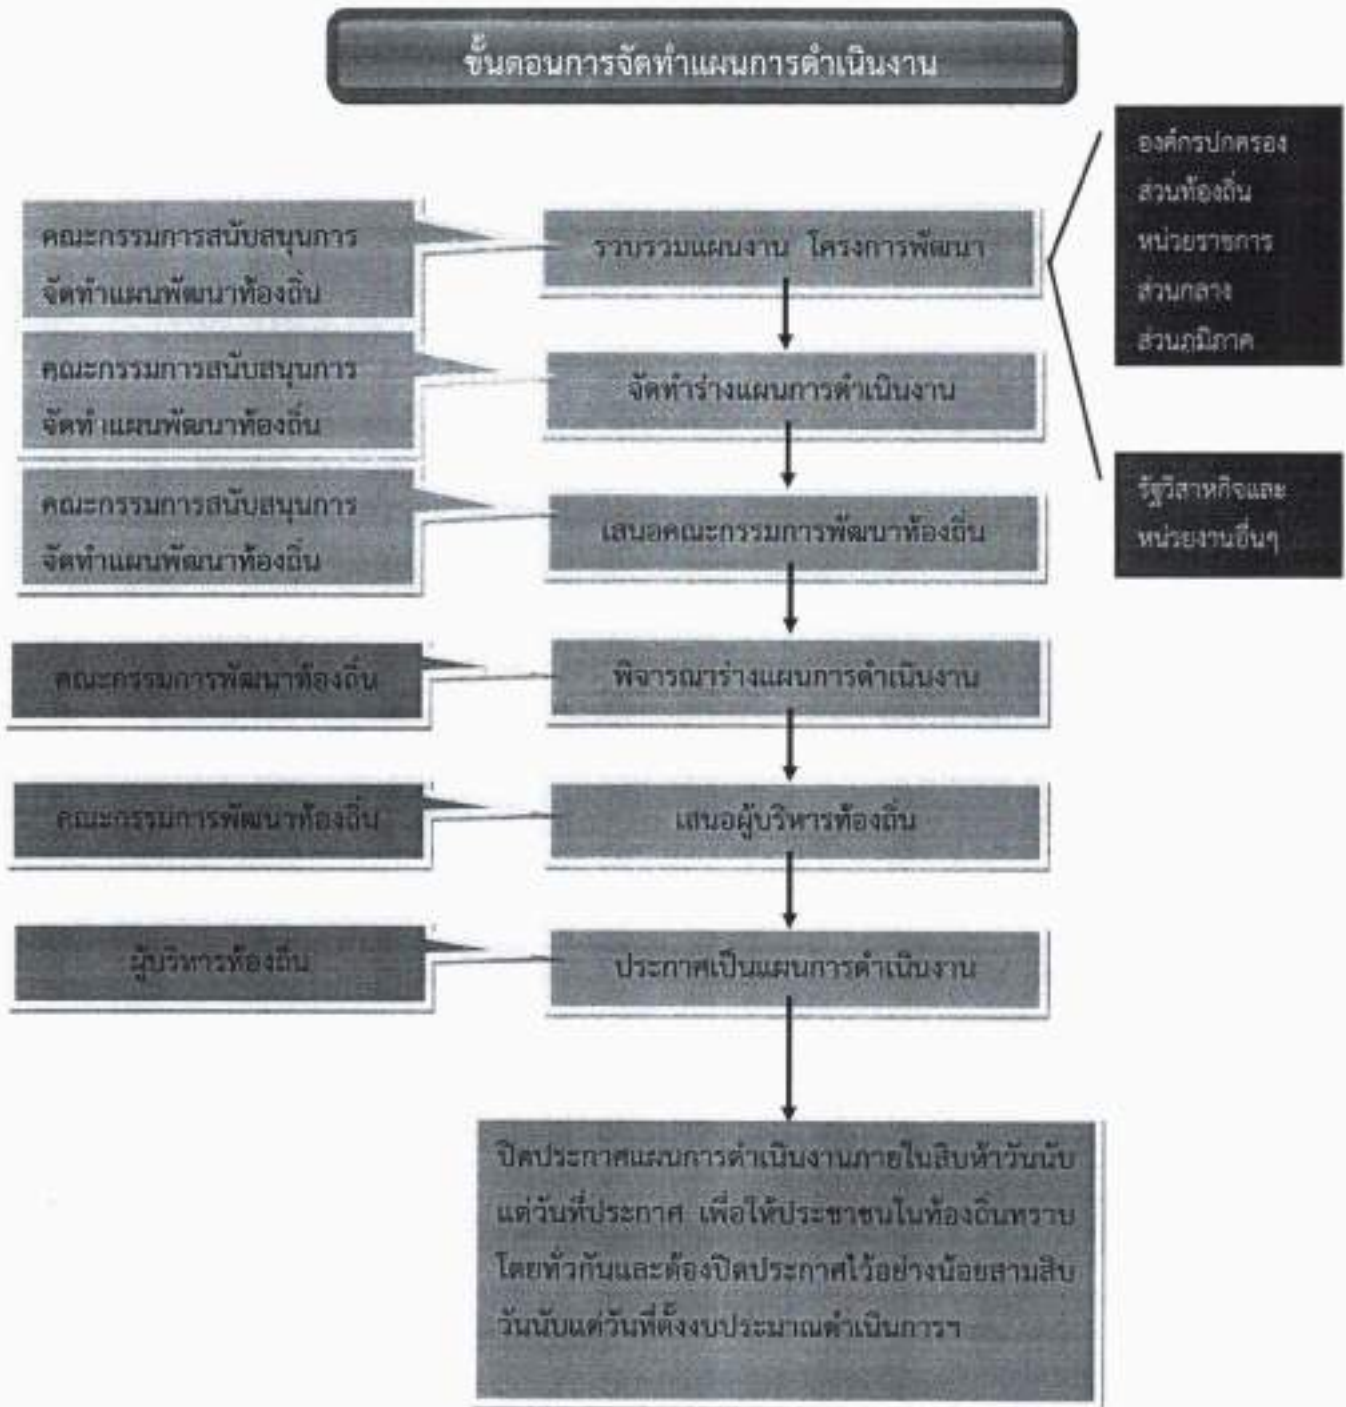 ขั้นตอนการจัดทำแผนการดำเนินงาน
องค์กรปกครอง
ส่วนท้องถิ่น
หน่วยราชการ
ส่วนกลาง
ส่วนภูมิภาค
คณะกรรมการสนับสนุนการ
จัดทำแผนพัฒนาท้องถิ่น
รวบรวมแผนงาน โครงการพัฒนา
คณะกรรมการสนับสนุนการ
จัดทำแผนพัฒนาท้องถิ่น
จัดทำร่างแผนการดำเนินงาน
คณะกรรมการสนับสนุนการ
จัดทำแผนพัฒนาท้องถิ่น
เสนอคณะกรรมการพัฒนาท้องถิ่น
รัฐวิสาหกิจและ
หน่วยงานอื่นๆ
คณะกรรมการพัฒนาท้องถิ่น
พิจารณาร่างแผนการดำเนินงาน
คณะกรรมการพัฒนาท้องถิ่น
เสนอผู้บริหารท้องถิ่น
ผู้บริหารท้องถิ่น
ประกาศเป็นแผนการดำเนินงาน
ปิดประกาศแผนการดำเนินงานภายในสิบห้าวันนับ
แต่วันที่ประกาศ เพื่อให้ประชาชนในท้องถิ่นทราบ
โดยทั่วกันและต้องปิดประกาศไว้อย่างน้อยสามสิบ
วันนับแต่วันที่ตั้งงบประมาณดำเนินการฯ